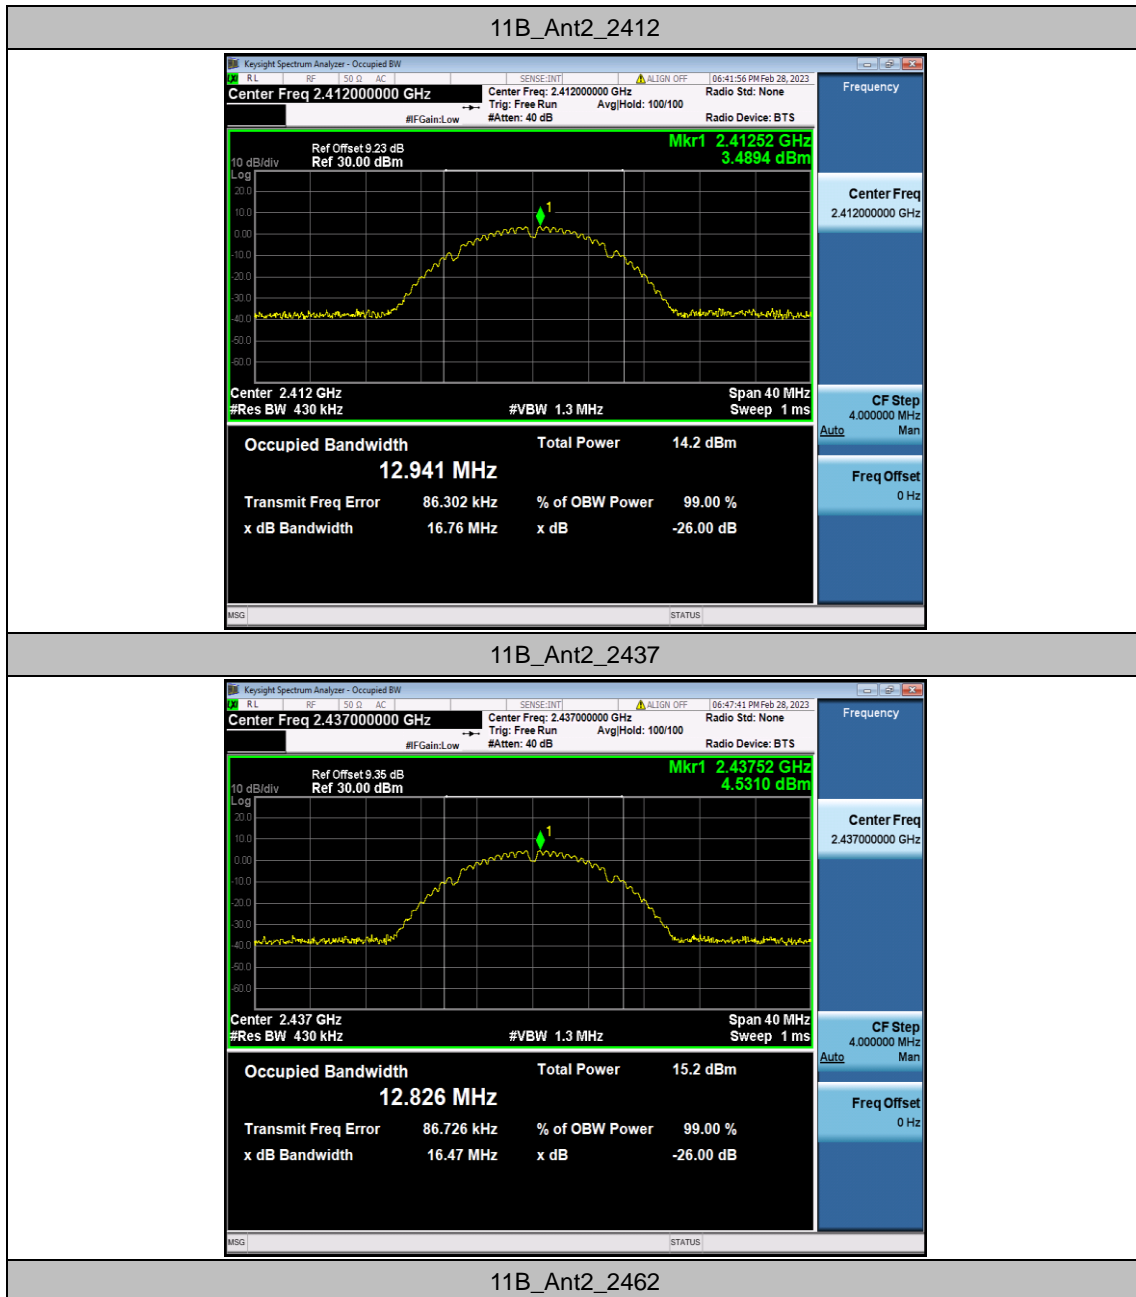 11B_Ant2_2412
Keysight Spectrum Analyzer - Occupied BW
RL RF 50 Ω AC SENSE:INT ALIGN OFF 06:41:56 PM Feb 28, 2023
Center Freq 2.412000000 GHz
Center Freq: 2.412000000 GHz
Radio Std: None
Trig: Free Run Avg|Hold: 100/100
#IFGain:Low #Atten: 40 dB Radio Device: BTS
Frequency
Mkr1 2.41252 GHz
3.4894 dBm
Ref Offset 9.23 dB
10 dB/div Ref 30.00 dBm
Log
20.0
10.0
0.00
-10.0
-20.0
-30.0
-40.0
-50.0
-60.0
1
Center 2.412 GHz Span 40 MHz
#Res BW 430 kHz #VBW 1.3 MHz Sweep 1 ms
Center Freq
2.412000000 GHz
CF Step
4.000000 MHz
Auto Man
Freq Offset
0 Hz
Occupied Bandwidth Total Power 14.2 dBm
12.941 MHz
Transmit Freq Error 86.302 kHz % of OBW Power 99.00 %
x dB Bandwidth 16.76 MHz x dB -26.00 dB
MSG STATUS
11B_Ant2_2437
Keysight Spectrum Analyzer - Occupied BW
RL RF 50 Ω AC SENSE:INT ALIGN OFF 06:47:41 PM Feb 28, 2023
Center Freq 2.437000000 GHz
Center Freq: 2.437000000 GHz
Radio Std: None
Trig: Free Run Avg|Hold: 100/100
#IFGain:Low #Atten: 40 dB Radio Device: BTS
Frequency
Mkr1 2.43752 GHz
4.5310 dBm
Ref Offset 9.35 dB
10 dB/div Ref 30.00 dBm
Log
20.0
10.0
0.00
-10.0
-20.0
-30.0
-40.0
-50.0
-60.0
1
Center 2.437 GHz Span 40 MHz
#Res BW 430 kHz #VBW 1.3 MHz Sweep 1 ms
Center Freq
2.437000000 GHz
CF Step
4.000000 MHz
Auto Man
Freq Offset
0 Hz
Occupied Bandwidth Total Power 15.2 dBm
12.826 MHz
Transmit Freq Error 86.726 kHz % of OBW Power 99.00 %
x dB Bandwidth 16.47 MHz x dB -26.00 dB
MSG STATUS
11B_Ant2_2462